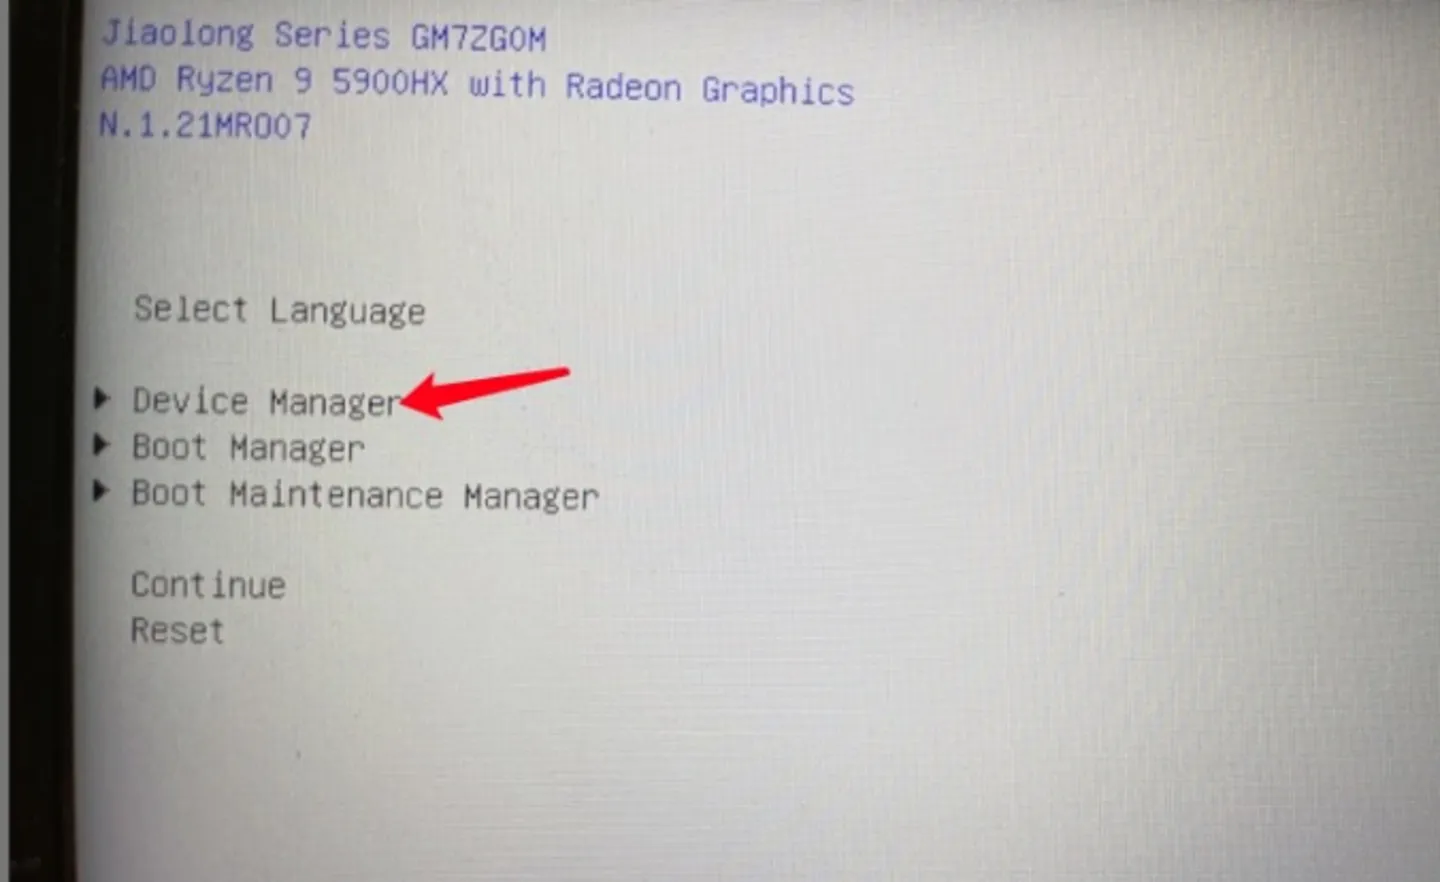 Jiaolong Series GM7ZG0M
AMD Ryzen 9 5900HX with Radeon Graphics
N.1.21MRO07
Select Language
Device Manager
Boot Manager
Boot Maintenance Manager
Continue
Reset